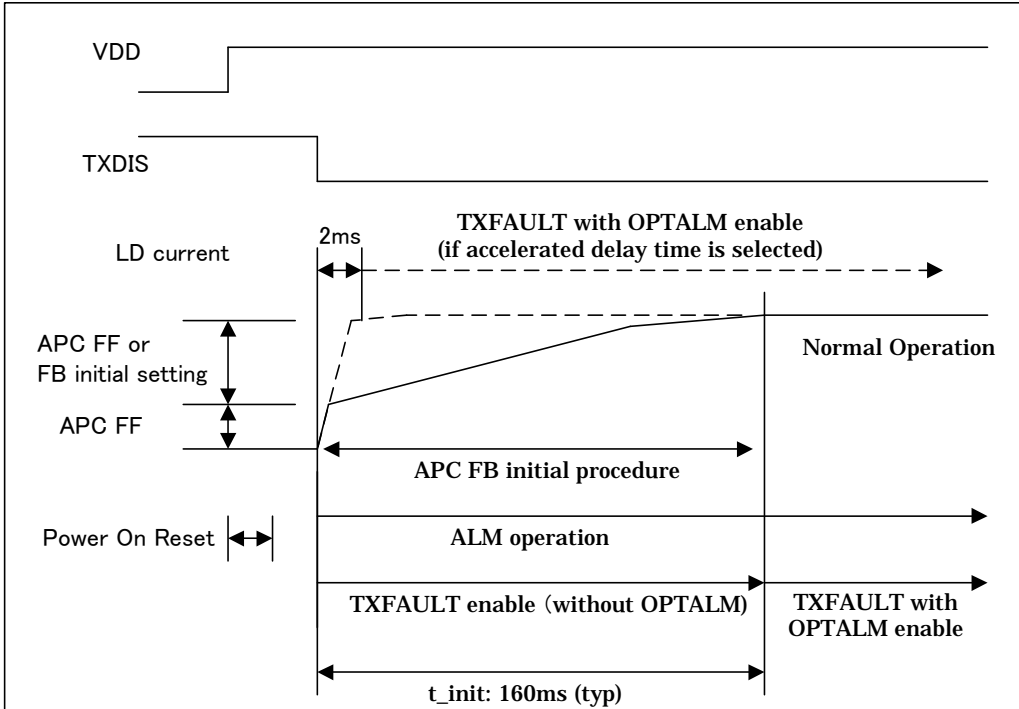 VDD
TXDIS
TXFAULT with OPTALM enable
(if accelerated delay time is selected)
2ms
LD current
APC FF or
FB initial setting
Normal Operation
APC FF
APC FB initial procedure
Power On Reset
ALM operation
TXFAULT enable (without OPTALM)
TXFAULT with
OPTALM enable
t_init: 160ms (typ)